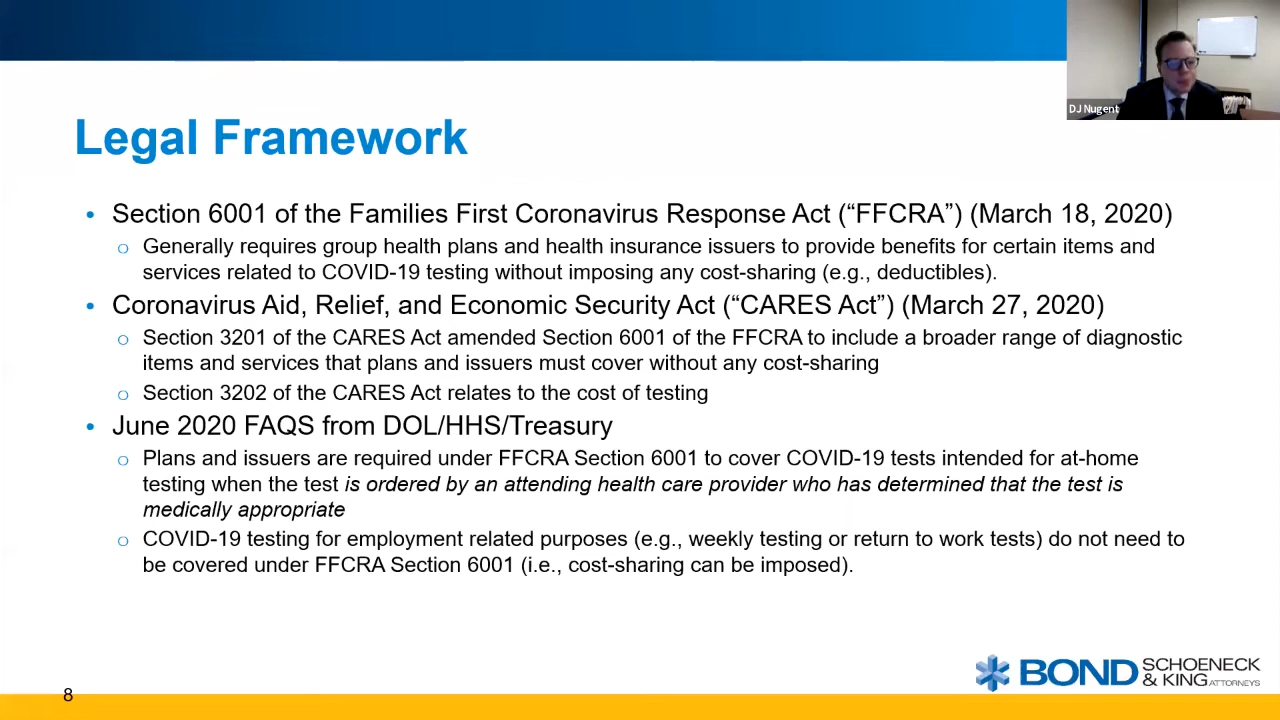 DJ Nugent
Legal Framework
• Section 6001 of the Families First Coronavirus Response Act (“FFCRA”) (March 18, 2020)
o Generally requires group health plans and health insurance issuers to provide benefits for certain items and
services related to COVID-19 testing without imposing any cost-sharing (e.g., deductibles).
• Coronavirus Aid, Relief, and Economic Security Act (“CARES Act”) (March 27, 2020)
o Section 3201 of the CARES Act amended Section 6001 of the FFCRA to include a broader range of diagnostic
items and services that plans and issuers must cover without any cost-sharing
o Section 3202 of the CARES Act relates to the cost of testing
• June 2020 FAQS from DOL/HHS/Treasury
o Plans and issuers are required under FFCRA Section 6001 to cover COVID-19 tests intended for at-home
testing when the test is ordered by an attending health care provider who has determined that the test is
medically appropriate
o COVID-19 testing for employment related purposes (e.g., weekly testing or return to work tests) do not need to
be covered under FFCRA Section 6001 (i.e., cost-sharing can be imposed).
BOND SCHOENECK
& KING ATTORNEYS
8